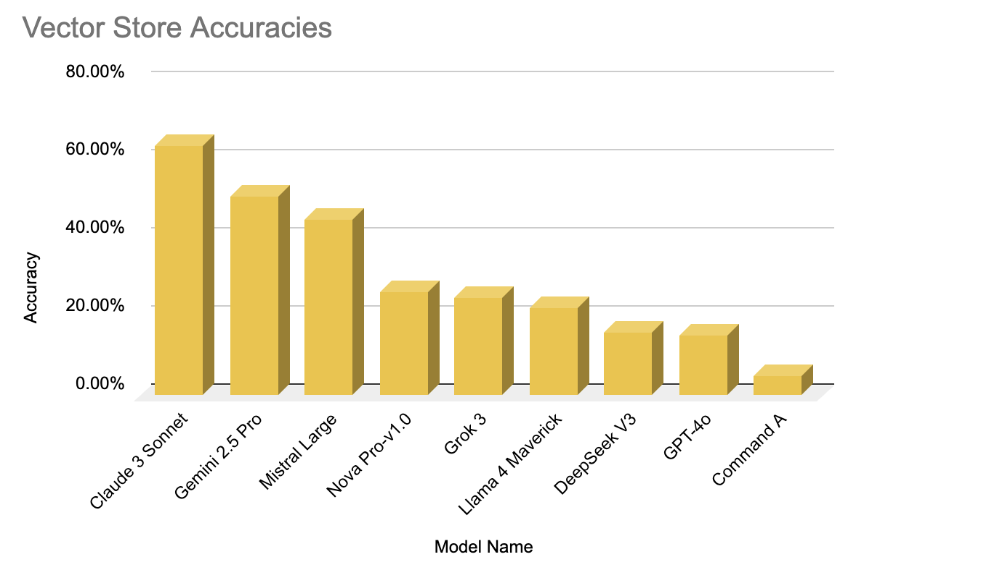 Vector Store Accuracies
80.00%
60.00%
40.00%
20.00%
0.00%
Accuracy
Claude 3 Sonnet
Gemini 2.5 Pro
Mistral Large
Nova Pro-v1.0
Grok 3
Llama 4 Maverick
DeepSeek V3
GPT-4o
Command A
Model Name